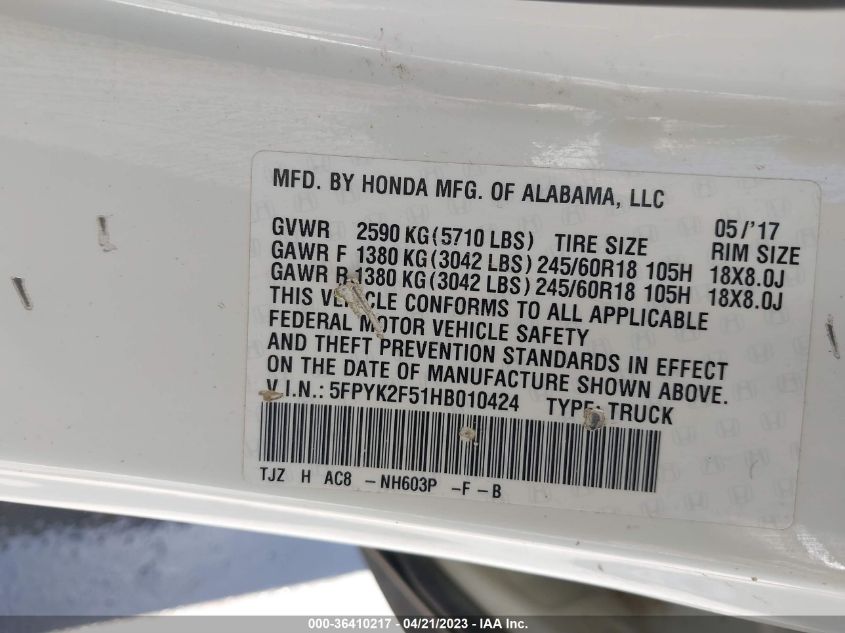 MFD. BY HONDA MFG. OF ALABAMA, LLC 05/'17
GVWR 2590 KG(5710 LBS) TIRE SIZE RIM SIZE
GAWR F 1380 KG(3042 LBS) 245/60R18 105H 18X8.0J
GAWR R 1380 KG(3042 LBS) 245/60R18 105H 18X8.0J
THIS VEHICLE CONFORMS TO ALL APPLICABLE
FEDERAL MOTOR VEHICLE SAFETY
AND THEFT PREVENTION STANDARDS IN EFFECT
ON THE DATE OF MANUFACTURE SHOWN ABOVE.
V.I.N.: 5FPYK2F51HB010424 TYPE: TRUCK
TJZ H AC8 -NH603P -F-B
000-36410217 - 04/21/2023 - IAA Inc.